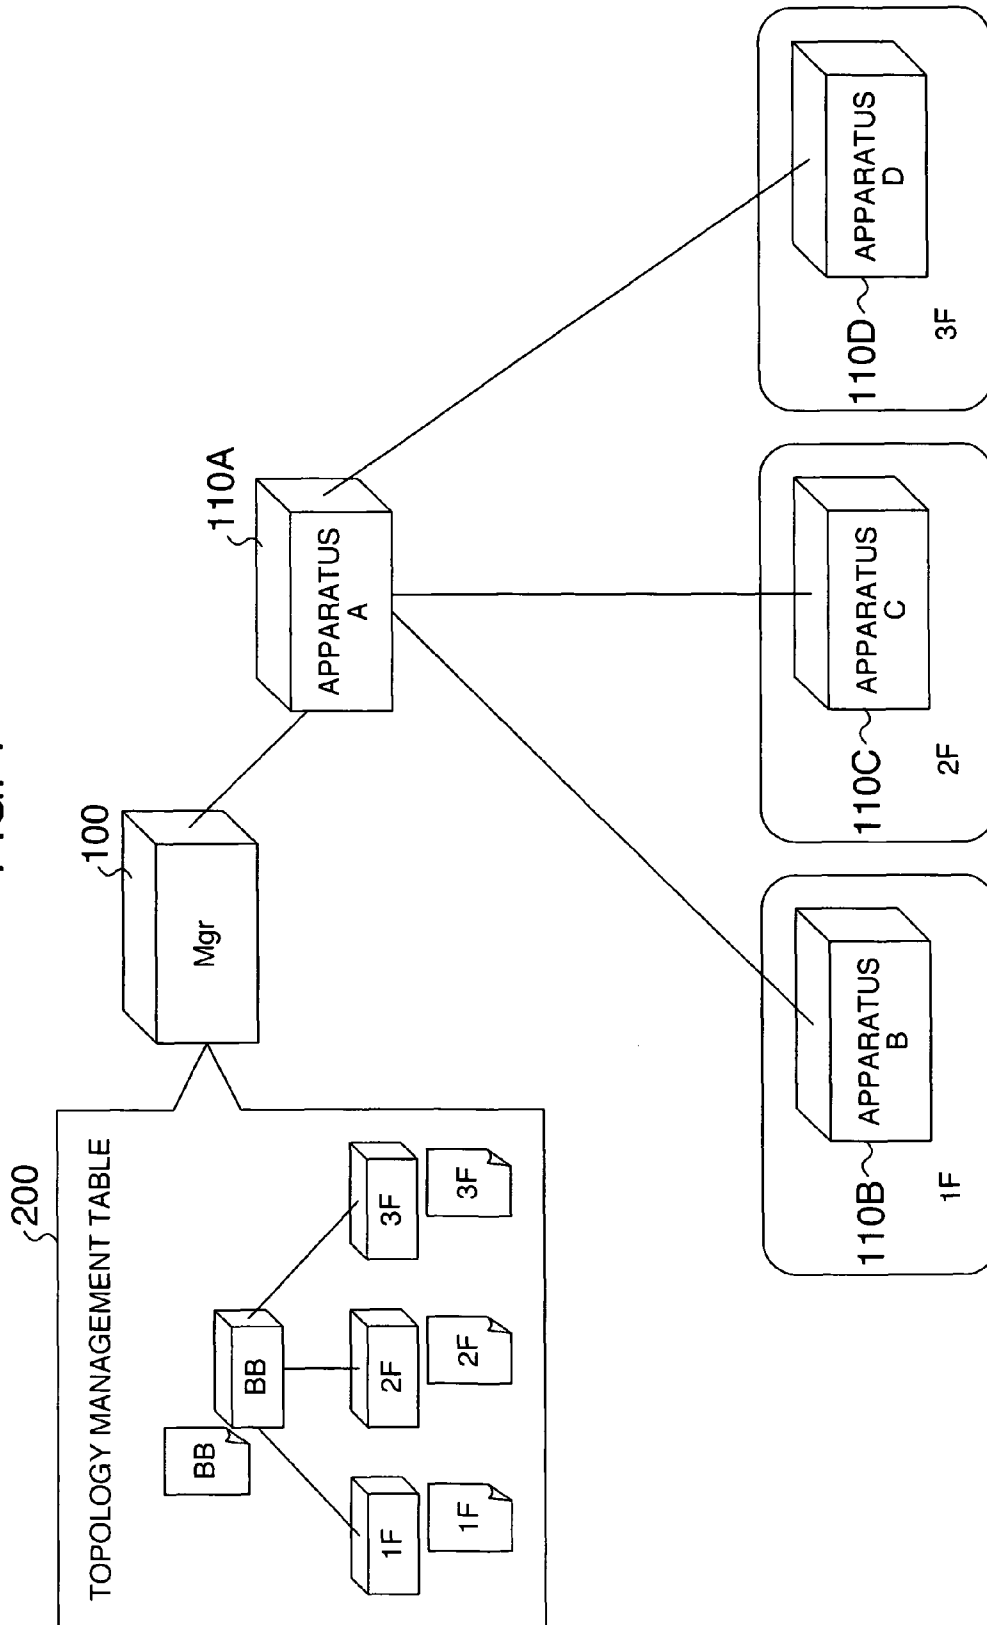 FIG.
200
TOPOLOGY MANAGEMENT TABLE
BB
BB
1F
2F
3F
1F
2F
3F
100
Mgr
110A
APPARATUS
A
APPARATUS
B
110B
1F
APPARATUS
C
110C
2F
APPARATUS
D
110D
3F